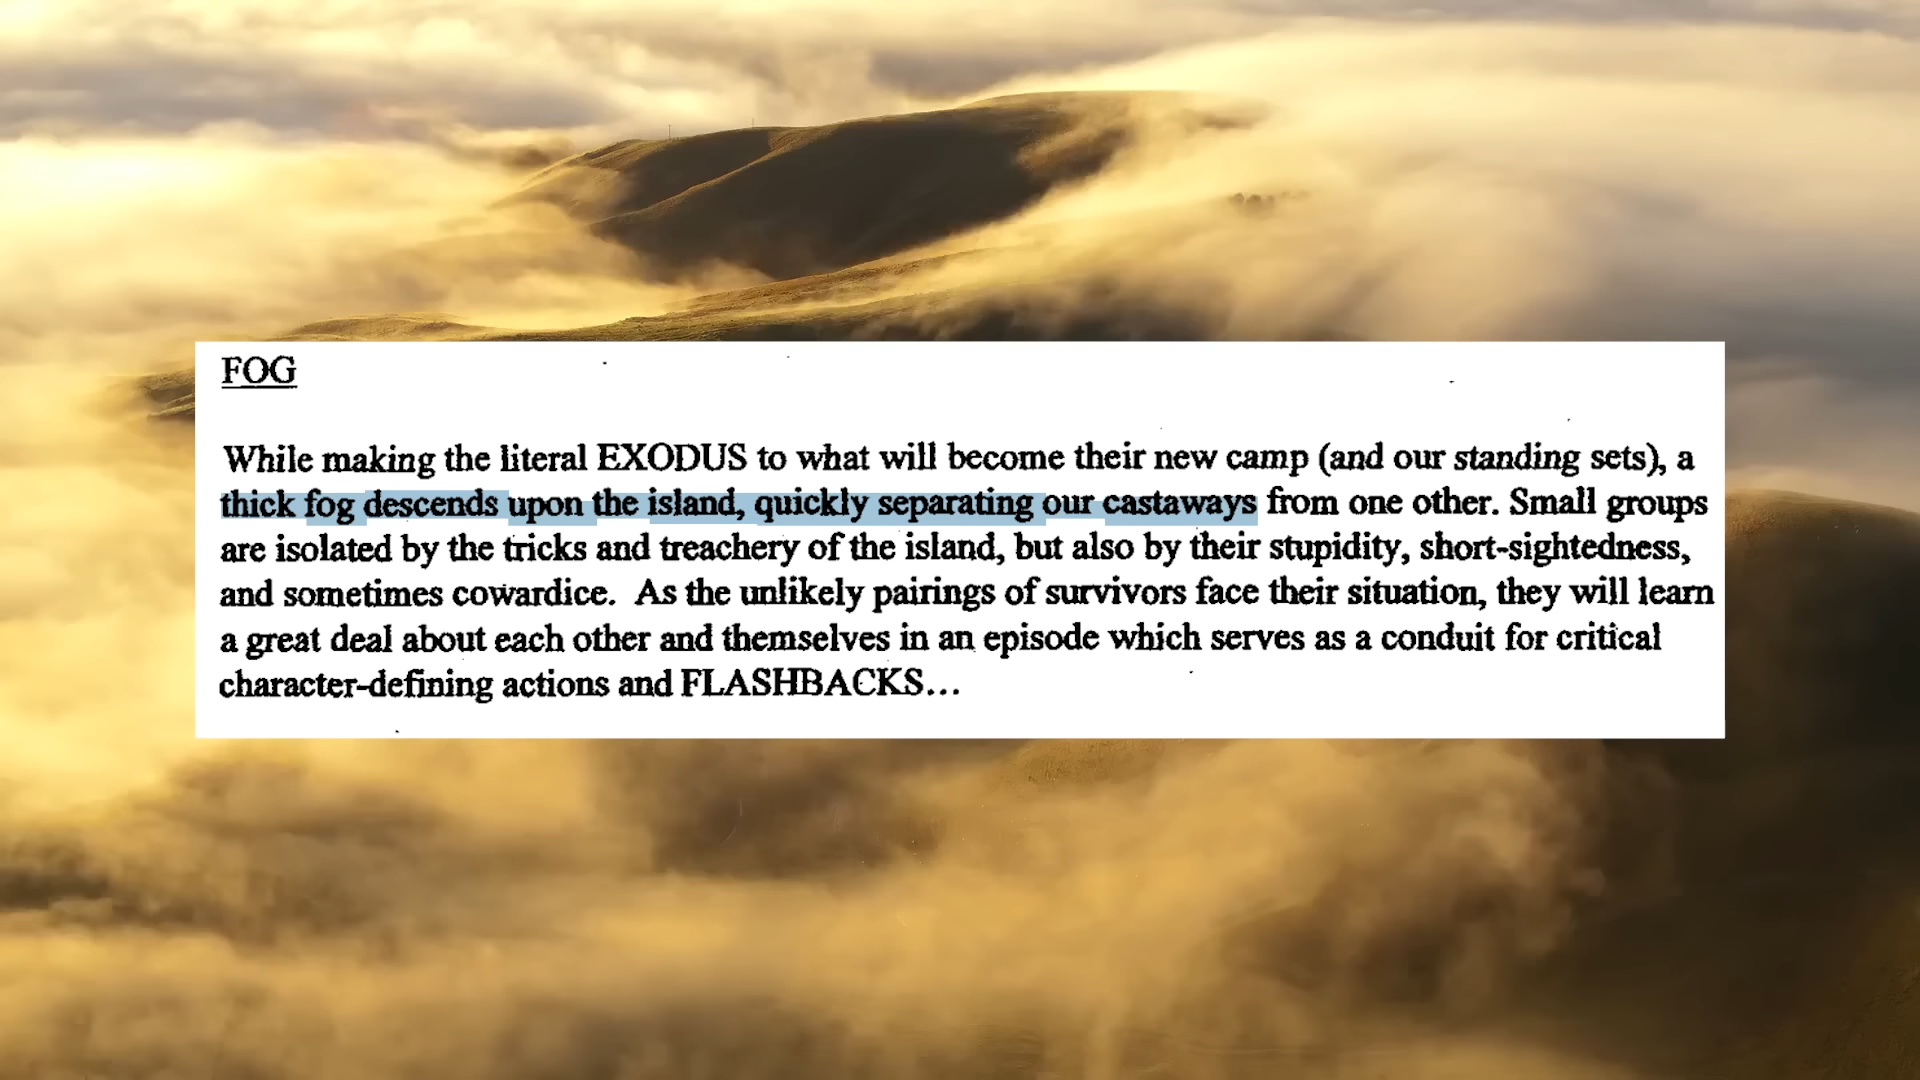 FOG
While making the literal EXODUS to what will become their new camp (and our standing sets), a
thick fog descends upon the island, quickly separating our castaways from one other. Small groups
are isolated by the tricks and treachery of the island, but also by their stupidity, short-sightedness,
and sometimes cowardice. As the unlikely pairings of survivors face their situation, they will learn
a great deal about each other and themselves in an episode which serves as a conduit for critical
character-defining actions and FLASHBACKS...